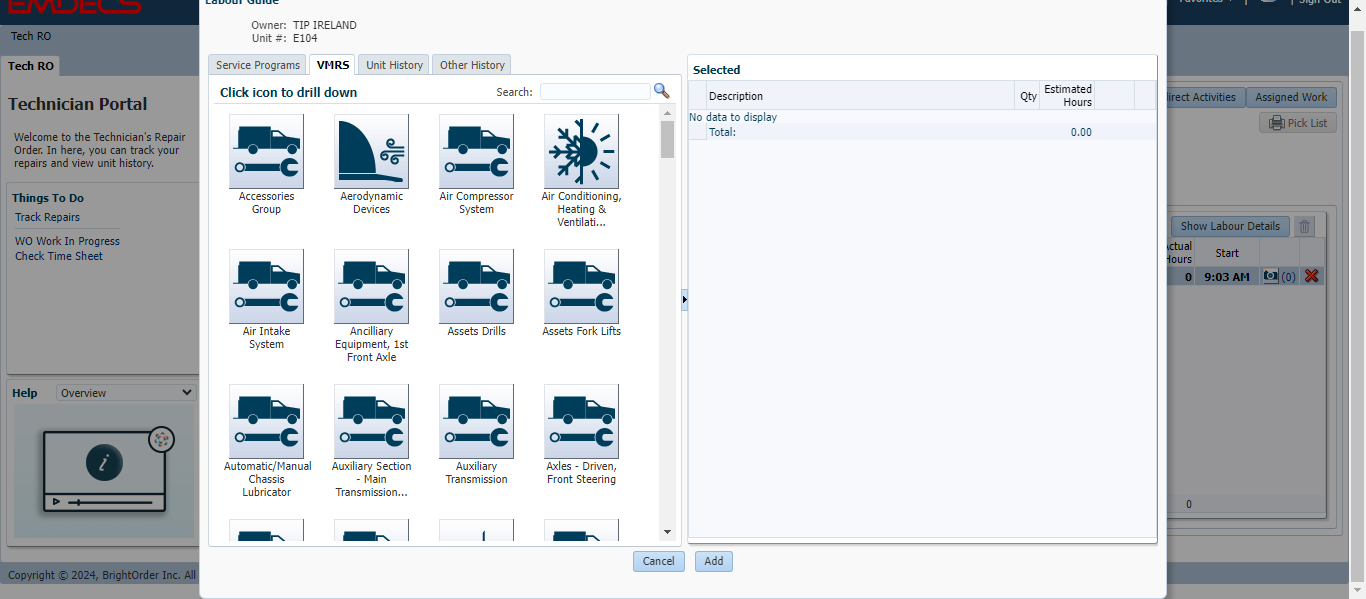 EMDECS
Labour Guide
Favorites
Sign Out
Tech RO
Tech RO
Technician Portal
Welcome to the Technician's Repair
Order. In here, you can track your
repairs and view unit history.
Things To Do
Track Repairs
WO Work In Progress
Check Time Sheet
Help
Overview
Copyright © 2024, BrightOrder Inc. All
Owner: TIP IRELAND
Unit #: E104
Service Programs
VMRS
Unit History
Other History
Click icon to drill down
Search:
Accessories
Group
Aerodynamic
Devices
Air Compressor
System
Air Conditioning,
Heating &
Ventilati...
Air Intake
System
Ancilliary
Equipment, 1st
Front Axle
Assets Drills
Assets Fork Lifts
Automatic/Manual
Chassis
Lubricator
Auxiliary Section
- Main
Transmission...
Auxiliary
Transmission
Axles - Driven,
Front Steering
Selected
Description
Qty
Estimated
Hours
No data to display
Total:
0.00
Cancel
Add
irect Activities
Assigned Work
Pick List
Show Labour Details
ctual
Hours
Start
0
9:03 AM
(0)
0